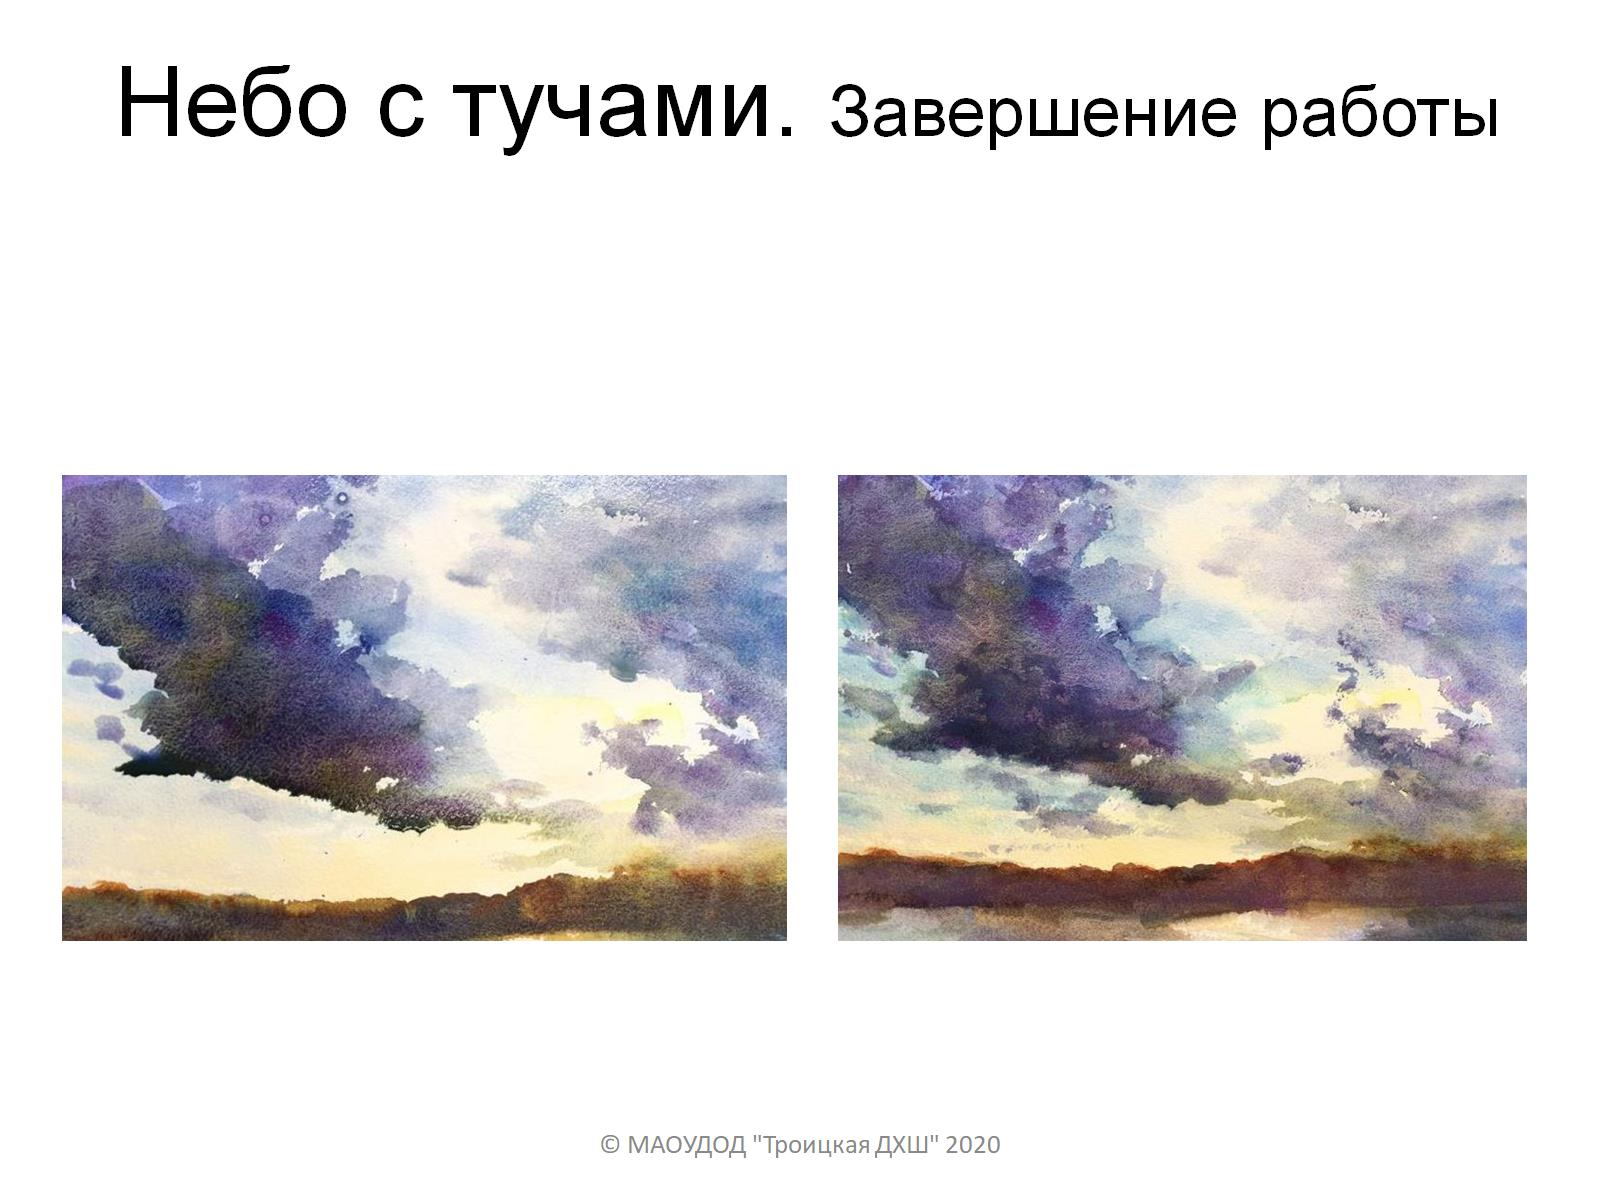 Небо с тучами. Завершение работы
© МАОУДОД "Троицкая ДХШ" 2020